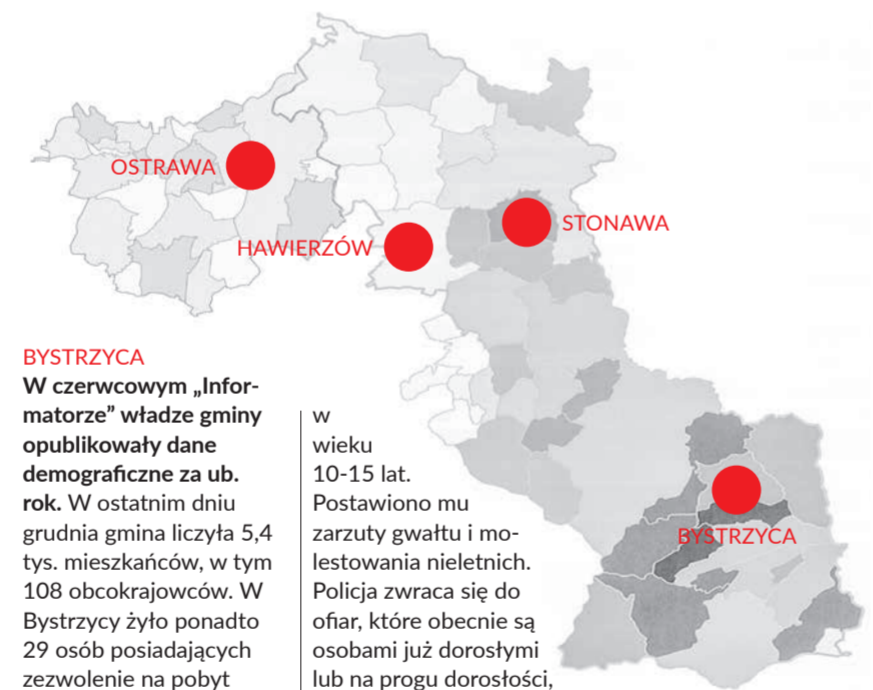 OSTRAWA
HAWIERZÓW
STONAWA
BYSTRZYCA
BYSTRZYCA
W czerwcowym „Infor-
matorze” władze gminy
opublikowały dane
demograficzne za ub.
rok. W ostatnim dniu
grudnia gmina liczyła 5,4
tys. mieszkańców, w tym
108 obcokrajowców. W
Bystrzycy żyło ponadto
29 osób posiadających
zezwolenie na pobyt
w
wieku
10-15 lat.
Postawiono mu
zarzuty gwałtu i mo-
lestowania nieletnich.
Policja zwraca się do
ofiar, które obecnie są
osobami już dorosłymi
lub na progu dorosłości,